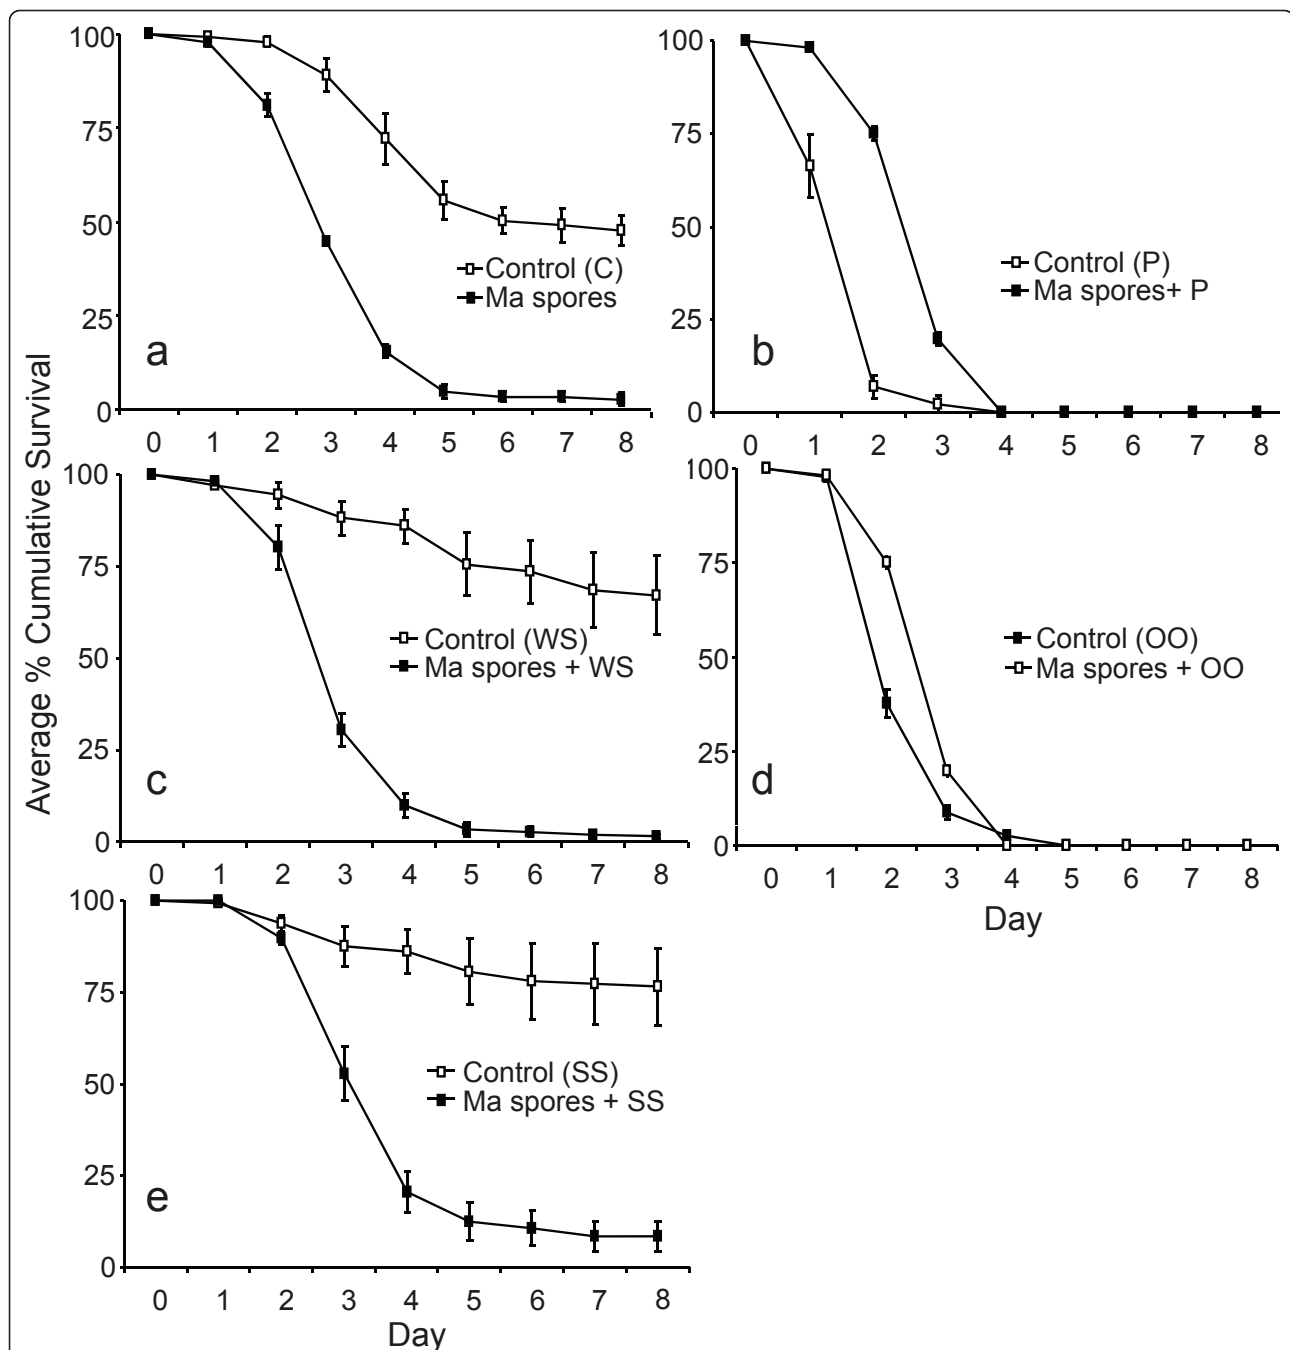 Average % Cumulative Survival
100
75
50
25
0
0 1 2 3 4 5 6 7 8
Control (C)
Ma spores
a
100
75
50
25
0
0 1 2 3 4 5 6 7 8
Control (P)
Ma spores+ P
b
100
75
50
25
0
0 1 2 3 4 5 6 7 8
Control (WS)
Ma spores + WS
c
100
75
50
25
0
0 1 2 3 4 5 6 7 8
Control (OO)
Ma spores + OO
d
Day
100
75
50
25
0
0 1 2 3 4 5 6 7 8
Control (SS)
Ma spores + SS
e
Day